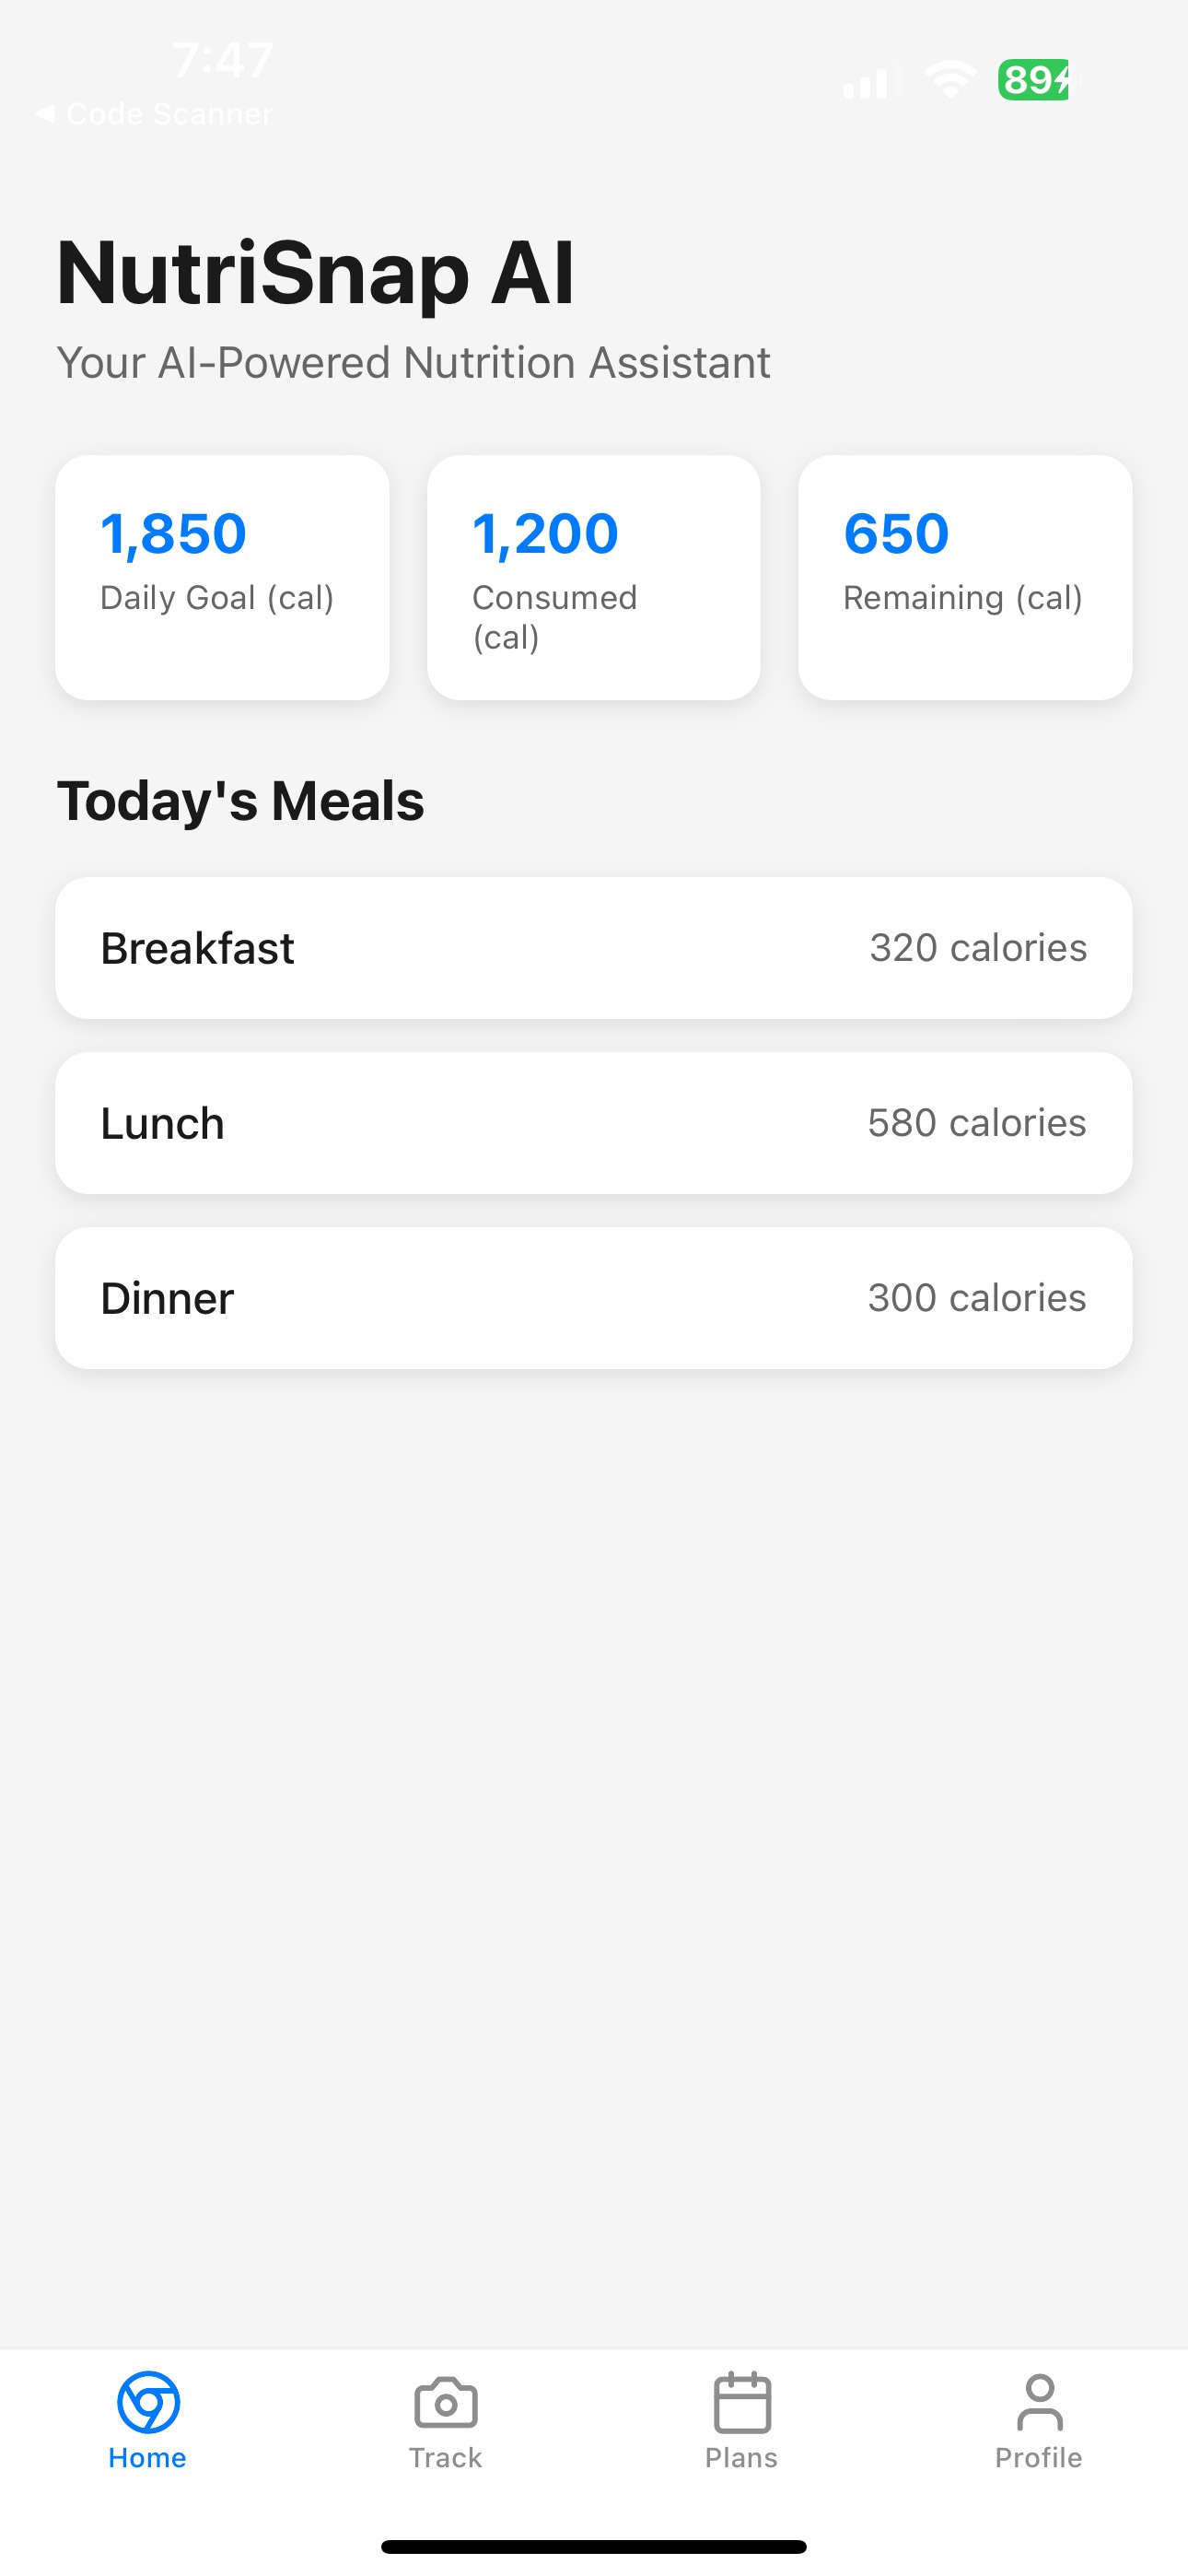 7:47
Code Scanner
89
NutriSnap AI
Your AI-Powered Nutrition Assistant
1,850
Daily Goal (cal)
1,200
Consumed
(cal)
650
Remaining (cal)
Today's Meals
Breakfast
320 calories
Lunch
580 calories
Dinner
300 calories
Home
Track
Plans
Profile